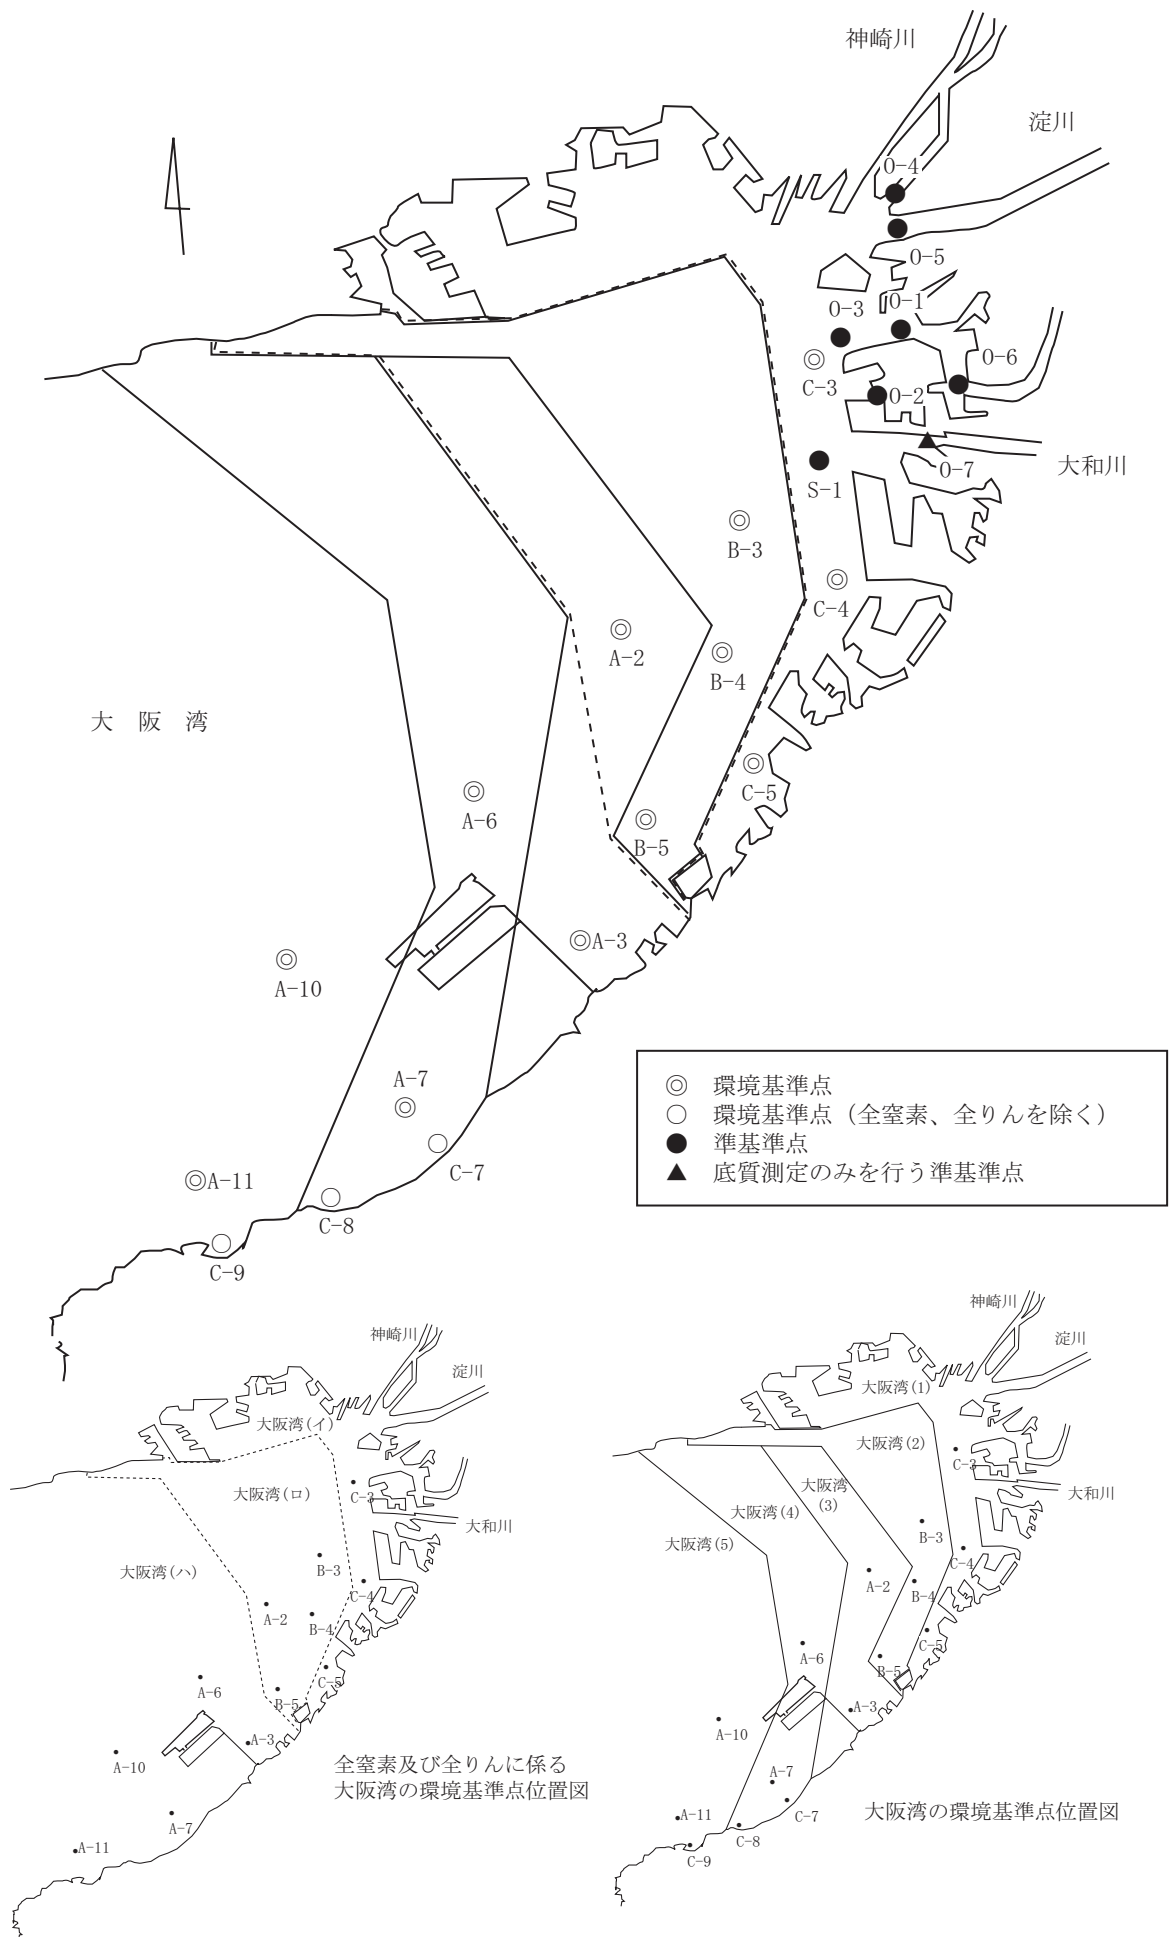 神崎川
淀川
O-4
O-5
O-3
O-1
O-6
C-3
O-2
大和川
O-7
S-1
B-3
C-4
A-2
B-4
大 阪 湾
C-5
A-6
B-5
A-3
A-10
A-7
C-7
A-11
C-8
C-9
◎ 環境基準点
○ 環境基準点(全窒素、全りんを除く)
● 準基準点
▲ 底質測定のみを行う準基準点
神崎川
淀川
大阪湾(イ)
大阪湾(ロ)
C-3
大和川
大阪湾(ハ)
B-3
C-4
A-2
B-4
C-5
A-6
B-5
A-3
A-10
A-7
A-11
全窒素及び全りんに係る
大阪湾の環境基準点位置図
神崎川
淀川
大阪湾(1)
大阪湾(2)
C-3
大阪湾
(3)
大和川
大阪湾(4)
B-3
大阪湾(5)
C-4
A-2
B-4
C-5
A-6
B-5
A-3
A-10
A-7
C-7
A-11
C-8
C-9
大阪湾の環境基準点位置図